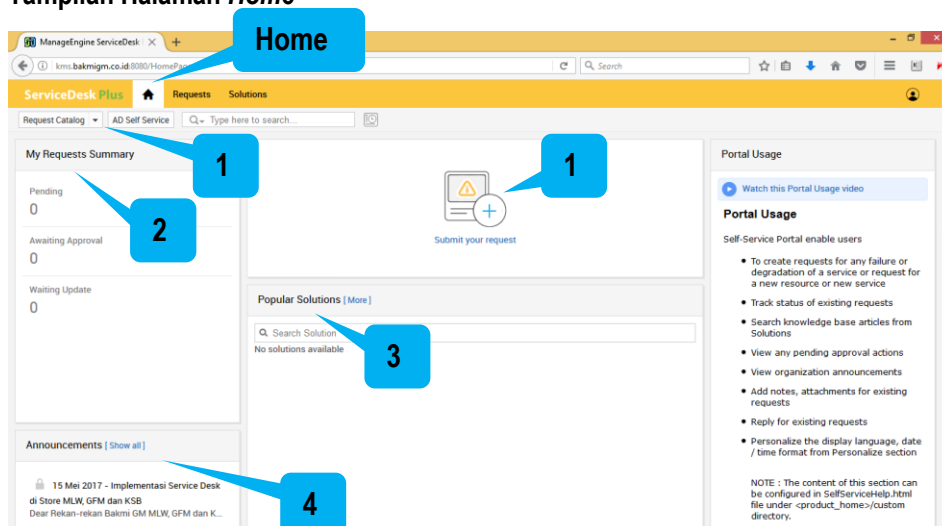 Tampilan Halaman Home
ManageEngine ServiceDesk
Home
kms.bakmigm.co.id:8080/HomePa
Search
ServiceDesk Plus
Requests
Solutions
Request Catalog
AD Self Service
Type here to search...
My Requests Summary
1
1
Portal Usage
Pending
0
2
Awaiting Approval
0
Waiting Update
0
Submit your request
Popular Solutions [ More ]
Search Solution
No solutions available
3
Watch this Portal Usage video
Portal Usage
Self-Service Portal enable users
• To create requests for any failure or
degradation of a service or request for
a new resource or new service
• Track status of existing requests
• Search knowledge base articles from
Solutions
• View any pending approval actions
• View organization announcements
• Add notes, attachments for existing
requests
• Reply for existing requests
• Personalize the display language, date
/ time format from Personalize section
NOTE : The content of this section can
be configured in SelfServiceHelp.html
file under <product_home>/custom
directory.
Announcements [ Show all ]
4
15 Mei 2017 - Implementasi Service Desk
di Store MLW, GFM dan KSB
Dear Rekan-rekan Bakmi GM MLW, GFM dan K...